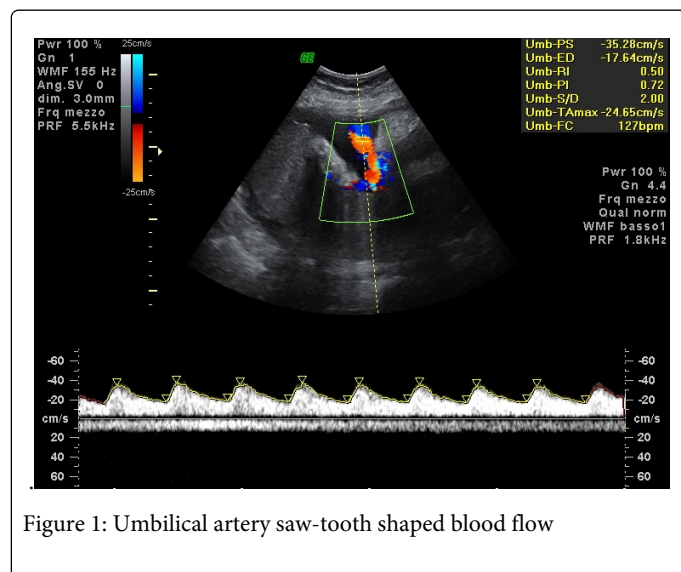 Pwr 100 %
Gn 1
WMF 155 Hz
Ang.SV 0
dim. 3.0mm
Frq mezzo
PRF 5.5kHz
25cm/s
-25cm/s
GE
Umb-PS -35.28cm/s
Umb-ED -17.64cm/s
Umb-RI 0.50
Umb-PI 0.72
Umb-S/D 2.00
Umb-TAmax -24.65cm/s
Umb-FC 127bpm
Pwr 100 %
Gn 4.4
Frq mezzo
Qual norm
WMF basso1
PRF 1.8kHz
-60 -60
-40 -40
-20 -20
cm/s cm/s
20 20
40 40
60 60
Figure 1: Umbilical artery saw-tooth shaped blood flow